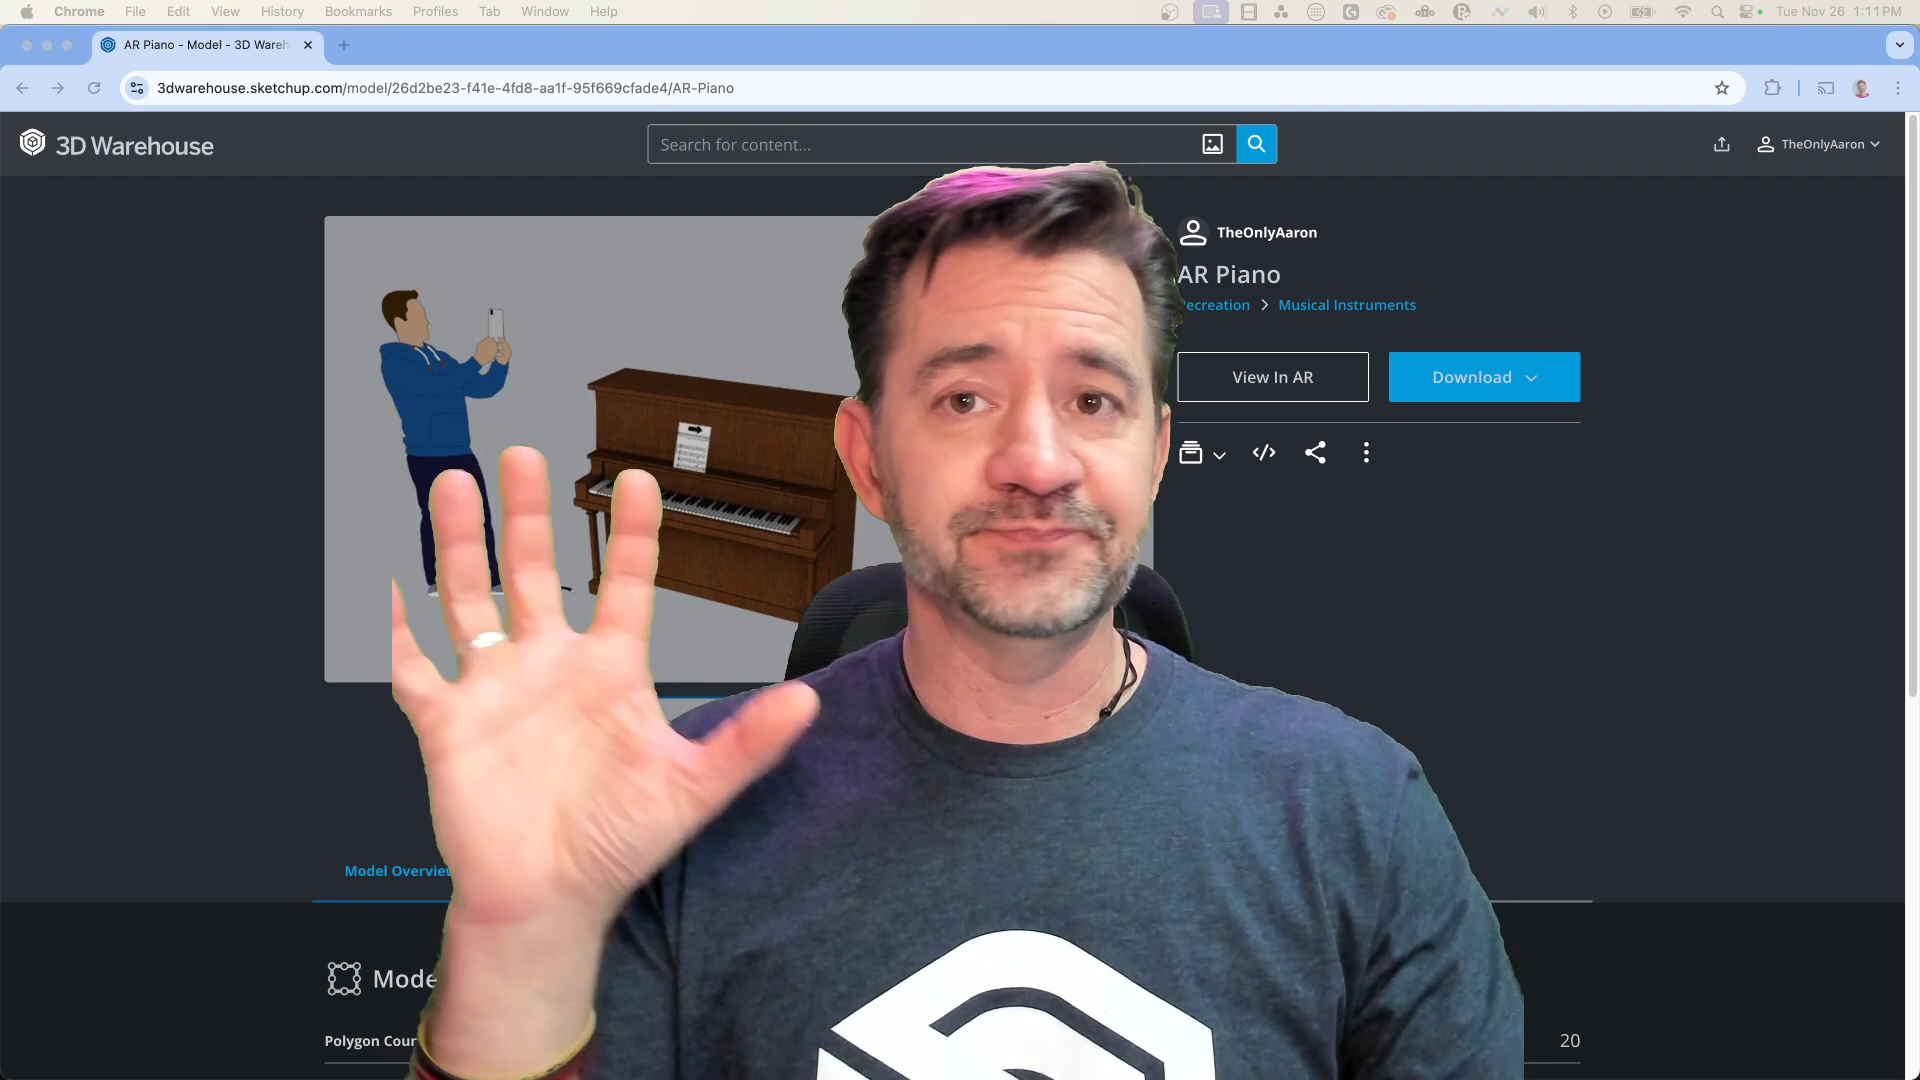 Chrome File Edit View History Bookmarks Profiles Tab Window Help Tue Nov 26 1:11 PM
AR Piano - Model - 3D Wareh
3dwarehouse.sketchup.com/model/26d2be23-f41e-4fd8-aa1f-95f669cfade4/AR-Piano
3D Warehouse
Search for content...
TheOnlyAaron
TheOnlyAaron
AR Piano
ecreation > Musical Instruments
View In AR
Download
Model Overview
Mode
Polygon Cour
20